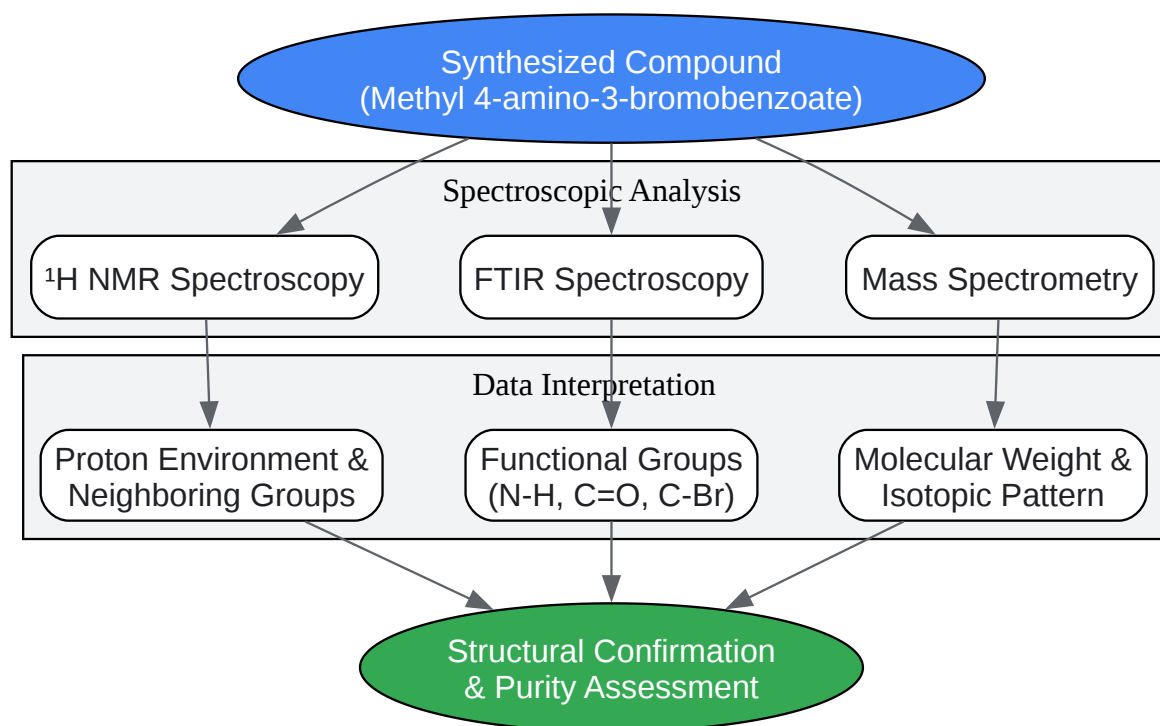 Synthesized Compound
(Methyl 4-amino-3-bromobenzoate)
Spectroscopic Analysis
¹H NMR Spectroscopy
FTIR Spectroscopy
Mass Spectrometry
Data Interpretation
Proton Environment &
Neighboring Groups
Functional Groups
(N-H, C=O, C-Br)
Molecular Weight &
Isotopic Pattern
Structural Confirmation
& Purity Assessment